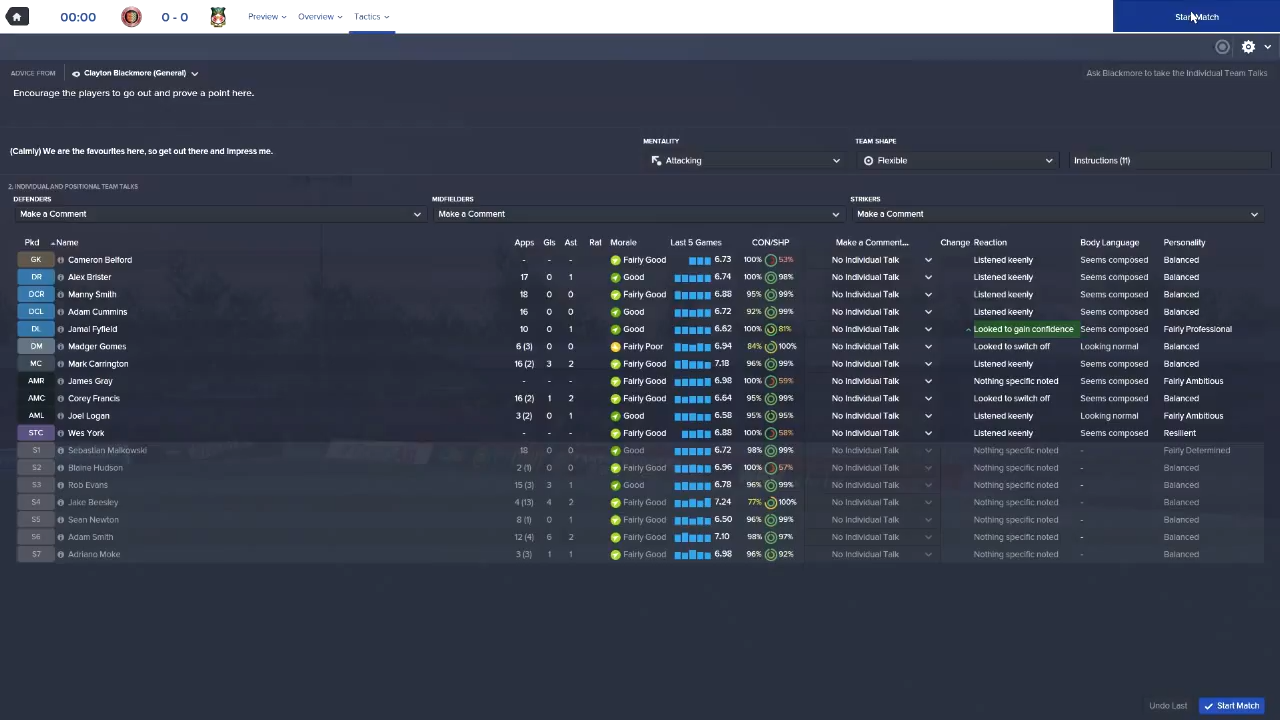 00:00 0 - 0 Preview Overview Tactics Start Match
ADVICE FROM Clayton Blackmore (General) Ask Blackmore to take the Individual Team Talks
Encourage the players to go out and prove a point here.
MENTALITY TEAM SHAPE
(Calmly) We are the favourites here, so get out there and impress me. Attacking Flexible Instructions (11)
2. INDIVIDUAL AND POSITIONAL TEAM TALKS
DEFENDERS MIDFIELDERS STRIKERS
Make a Comment Make a Comment Make a Comment
Pkd Name Apps Gls Ast Rat Morale Last 5 Games CON/SHP Make a Comment... Change Reaction Body Language Personality
GK Cameron Belford - - - - Fairly Good 6.73 100% 53% No Individual Talk Listened keenly Seems composed Balanced
DR Alex Brister 17 0 1 Good 6.74 100% 98% No Individual Talk Listened keenly Seems composed Balanced
DCR Manny Smith 18 0 0 Fairly Good 6.88 95% 99% No Individual Talk Listened keenly Seems composed Balanced
DCL Adam Cummins 16 0 0 Good 6.72 92% 99% No Individual Talk Listened keenly Seems composed Balanced
DL Jamal Fyfield 10 0 1 Good 6.62 100% 81% No Individual Talk Looked to gain confidence Seems composed Fairly Professional
DM Madger Gomes 6 (3) 0 0 Fairly Poor 6.94 84% 100% No Individual Talk Looked to switch off Looking normal Balanced
MC Mark Carrington 16 (2) 3 2 Fairly Good 7.18 96% 99% No Individual Talk Listened keenly Seems composed Balanced
AMR James Gray - - - Fairly Good 6.98 100% 59% No Individual Talk Nothing specific noted Seems composed Fairly Ambitious
AMC Corey Francis 16 (2) 1 2 Fairly Good 6.64 94% 99% No Individual Talk Looked to switch off Seems composed Balanced
AML Joel Logan 3 (2) 0 1 Good 6.58 95% 95% No Individual Talk Listened keenly Looking normal Fairly Ambitious
STC Wes York - - - Fairly Good 6.88 100% 58% No Individual Talk Listened keenly Seems composed Resilient
S1 Sebastian Malkowski 18 0 0 Good 6.72 98% 99% No Individual Talk Nothing specific noted - Fairly Determined
S2 Blaine Hudson 2 (1) 0 0 Fairly Good 6.96 100% 57% No Individual Talk Nothing specific noted - Balanced
S3 Rob Evans 15 (3) 3 1 Good 6.78 96% 99% No Individual Talk Nothing specific noted - Balanced
S4 Jake Beesley 4 (13) 4 2 Fairly Good 7.24 77% 100% No Individual Talk Nothing specific noted - Balanced
S5 Sean Newton 8 (1) 0 1 Fairly Good 6.50 96% 99% No Individual Talk Nothing specific noted - Balanced
S6 Adam Smith 12 (4) 6 2 Fairly Good 7.10 98% 97% No Individual Talk Nothing specific noted - Balanced
S7 Adriano Moke 3 (3) 1 1 Fairly Good 6.98 96% 92% No Individual Talk Nothing specific noted - Balanced
Undo Last Start Match